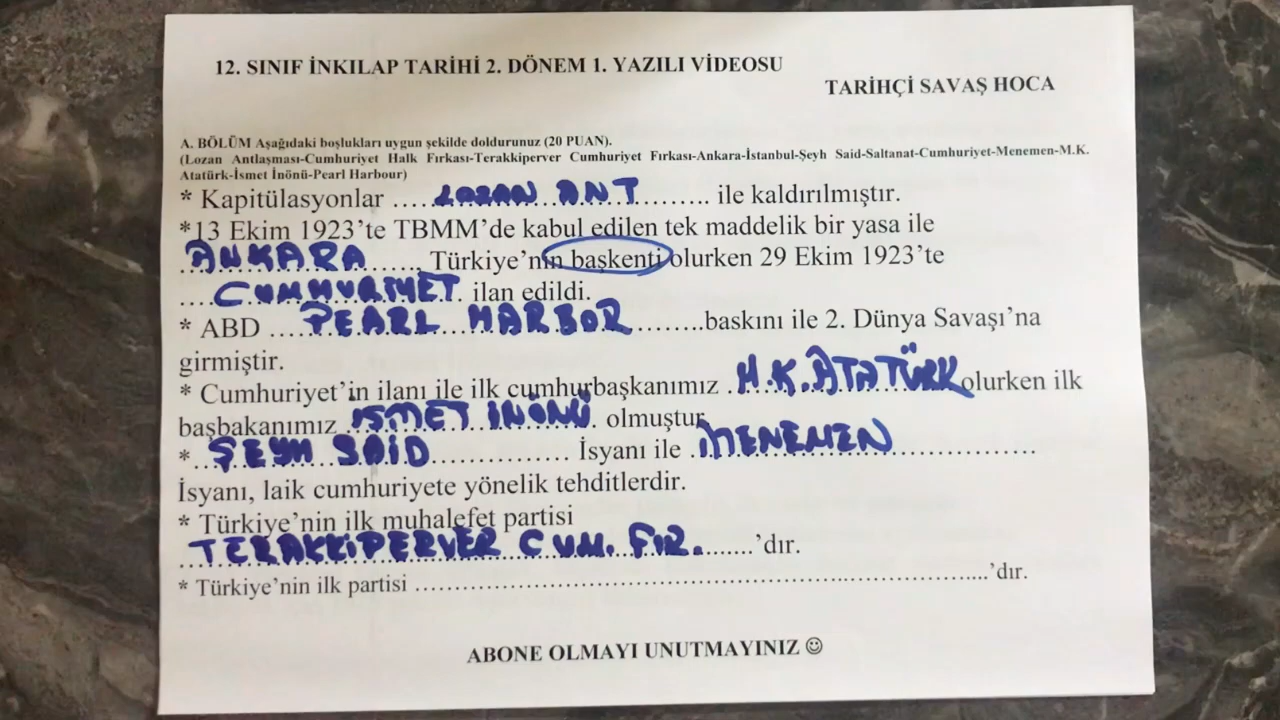 12. SINIF İNKILAP TARİHİ 2. DÖNEM 1. YAZILI VİDEOSU
TARİHÇİ SAVAŞ HOCA
A. BÖLÜM Aşağıdaki boşlukları uygun şekilde doldurunuz (20 PUAN).
(Lozan Antlaşması-Cumhuriyet Halk Fırkası-Terakkiperver Cumhuriyet Fırkası-Ankara-İstanbul-Şeyh Said-Saltanat-Cumhuriyet-Menemen-M.K.
Atatürk-İsmet İnönü-Pearl Harbour)
* Kapitülasyonlar ....LOZAN ANT.......... ile kaldırılmıştır.
*13 Ekim 1923’te TBMM’de kabul edilen tek maddelik bir yasa ile
ANKARA........ Türkiye’nin başkenti olurken 29 Ekim 1923’te
....CUMHURİYET. ilan edildi.
* ABD ....PEARL HARBOR.........baskını ile 2. Dünya Savaşı’na
girmiştir.
* Cumhuriyet’in ilanı ile ilk cumhurbaşkanımız .M.K.ATATÜRK olurken ilk
başbakanımız İSMET İNÖNÜ. olmuştur.
*..ŞEYH SAİD.................. İsyanı ile .MENEMEN..................
İsyanı, laik cumhuriyete yönelik tehditlerdir.
* Türkiye’nin ilk muhalefet partisi
TERAKKİPERVER CUM. FIR.......’dır.
* Türkiye’nin ilk partisi ..............................................................’dır.
ABONE OLMAYI UNUTMAYINIZ ☺